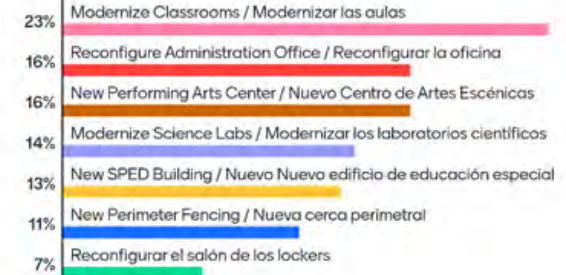 Modernize Classrooms / Modernizar las aulas
23%
Reconfigure Administration Office / Reconfigurar la oficina
16%
New Performing Arts Center / Nuevo Centro de Artes Escénicas
16%
Modernize Science Labs / Modernizar los laboratorios científicos
14%
New SPED Building / Nuevo Nuevo edificio de educación especial
13%
New Perimeter Fencing / Nueva cerca perimetral
11%
Reconfigurar el salón de los lockers
7%